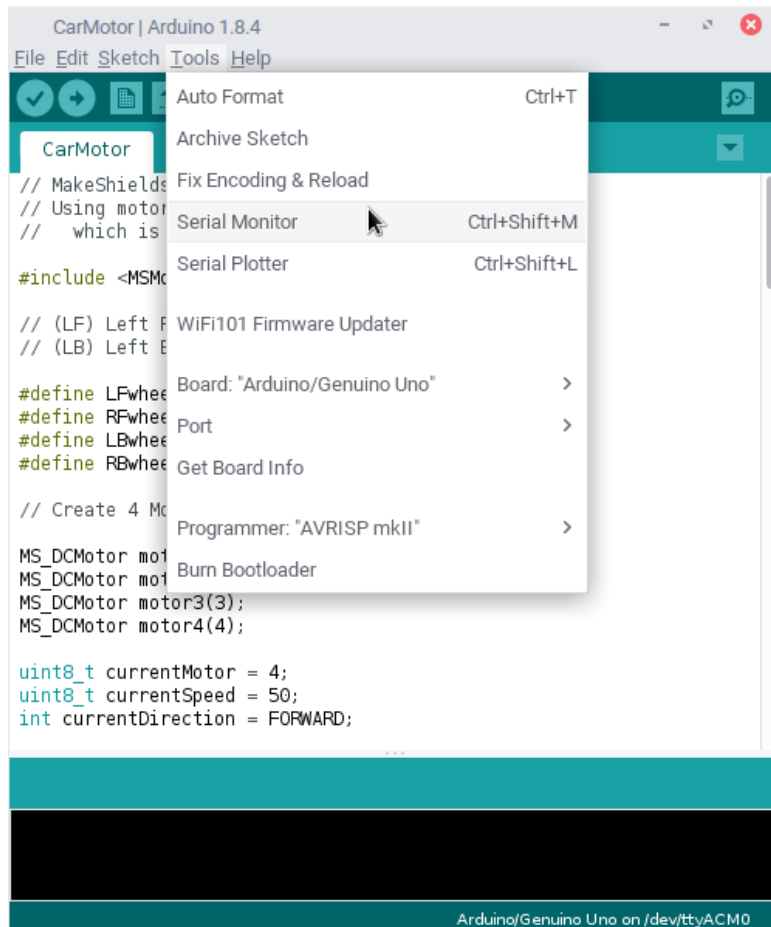 CarMotor | Arduino 1.8.4
File Edit Sketch Tools Help
Auto Format Ctrl+T
Archive Sketch
Fix Encoding & Reload
Serial Monitor Ctrl+Shift+M
Serial Plotter Ctrl+Shift+L
WiFi101 Firmware Updater
Board: "Arduino/Genuino Uno"
Port
Get Board Info
Programmer: "AVRISP mkII"
Burn Bootloader
CarMotor
// MakeShields
// Using motor
//   which is
#include <MSMo
// (LF) Left
// (LB) Left
#define LFwhee
#define RFwhee
#define LBwhee
#define RBwhee
// Create 4 Mo
MS_DCMotor mot
MS_DCMotor mot
MS_DCMotor motor3(3);
MS_DCMotor motor4(4);
uint8_t currentMotor = 4;
uint8_t currentSpeed = 50;
int currentDirection = FORWARD;
Arduino/Genuino Uno on /dev/ttyACM0